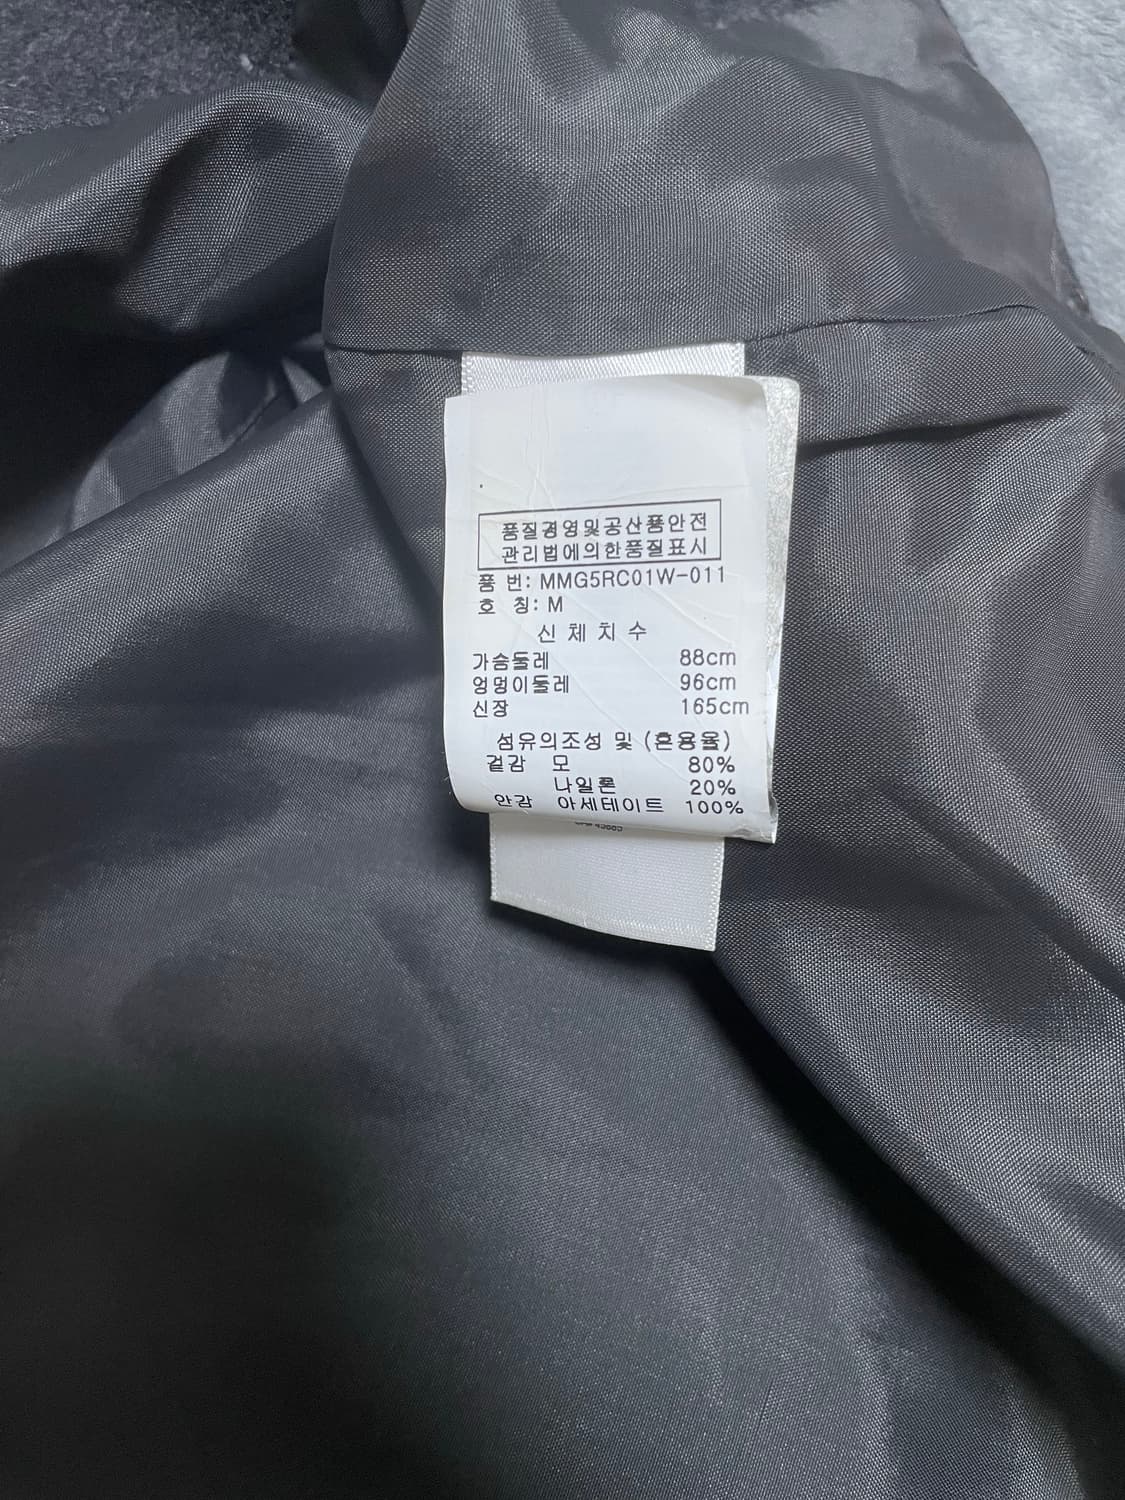 품질경영및공산품안전
관리법에의한품질표시
품 번: MMG5RC01W-011
호 칭: M
신 체 치 수
가슴둘레 88cm
엉덩이둘레 96cm
신장 165cm
섬유의조성 및 (혼용율)
겉감 모 80%
나일론 20%
안감 아세테이트 100%